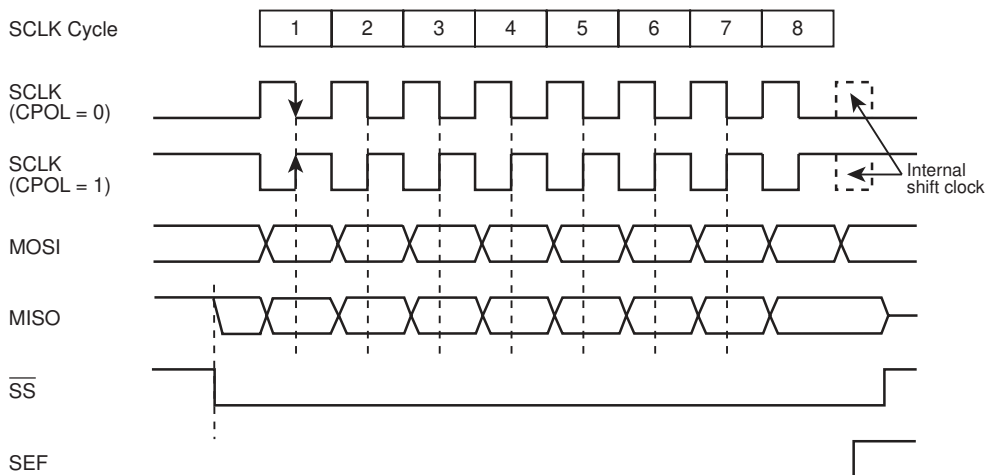 SCLK Cycle
1 2 3 4 5 6 7 8
SCLK
(CPOL = 0)
SCLK
(CPOL = 1)
Internal
shift clock
MOSI
MISO
SS
SEF